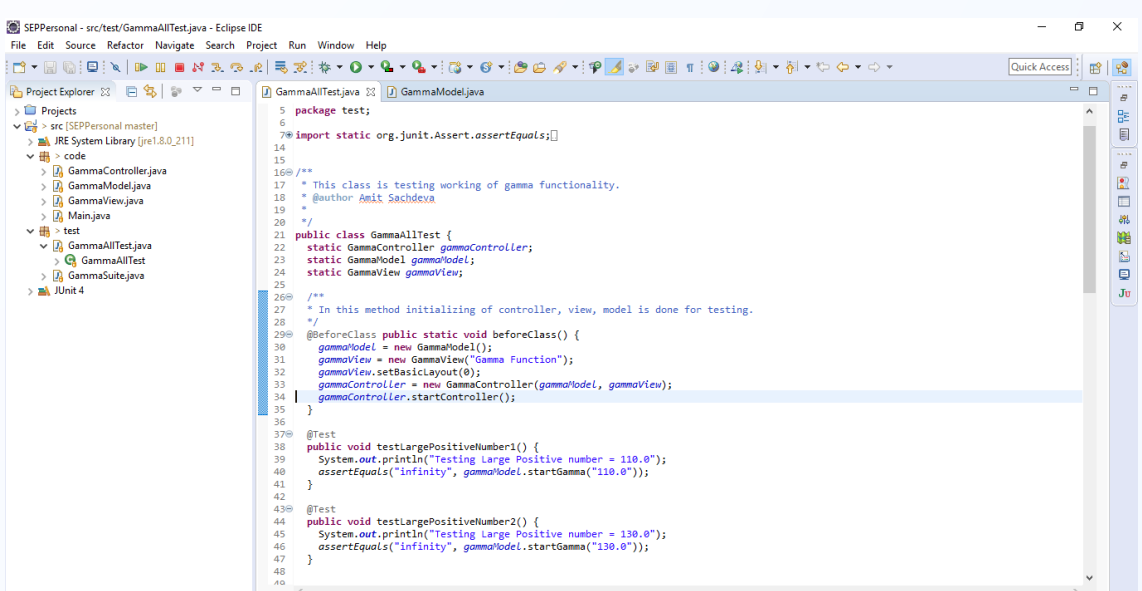 SEPPersonal - src/test/GammaAllTest.java - Eclipse IDE
File Edit Source Refactor Navigate Search Project Run Window Help
Quick Access
Project Explorer
GammaAllTest.java
GammaModel.java
Projects
> src [SEPPersonal master]
JRE System Library [jre1.8.0_211]
> code
GammaController.java
GammaModel.java
GammaView.java
Main.java
> test
GammaAllTest.java
GammaAllTest
GammaSuite.java
JUnit 4
5 package test;
6
7 import static org.junit.Assert.assertEquals;
14
15
16 /**
17 * This class is testing working of gamma functionality.
18 * @author Amit Sachdeva
19 *
20 */
21 public class GammaAllTest {
22 static GammaController gammaController;
23 static GammaModel gammaModel;
24 static GammaView gammaView;
25
26 /**
27 * In this method initializing of controller, view, model is done for testing.
28 */
29 @BeforeClass public static void beforeClass() {
30 gammaModel = new GammaModel();
31 gammaView = new GammaView("Gamma Function");
32 gammaView.setBasicLayout(0);
33 gammaController = new GammaController(gammaModel, gammaView);
34 gammaController.startController();
35 }
36
37 @Test
38 public void testLargePositiveNumber1() {
39 System.out.println("Testing Large Positive number = 110.0");
40 assertEquals("infinity", gammaModel.startGamma("110.0"));
41 }
42
43 @Test
44 public void testLargePositiveNumber2() {
45 System.out.println("Testing Large Positive number = 130.0");
46 assertEquals("infinity", gammaModel.startGamma("130.0"));
47 }
48
49
Ju